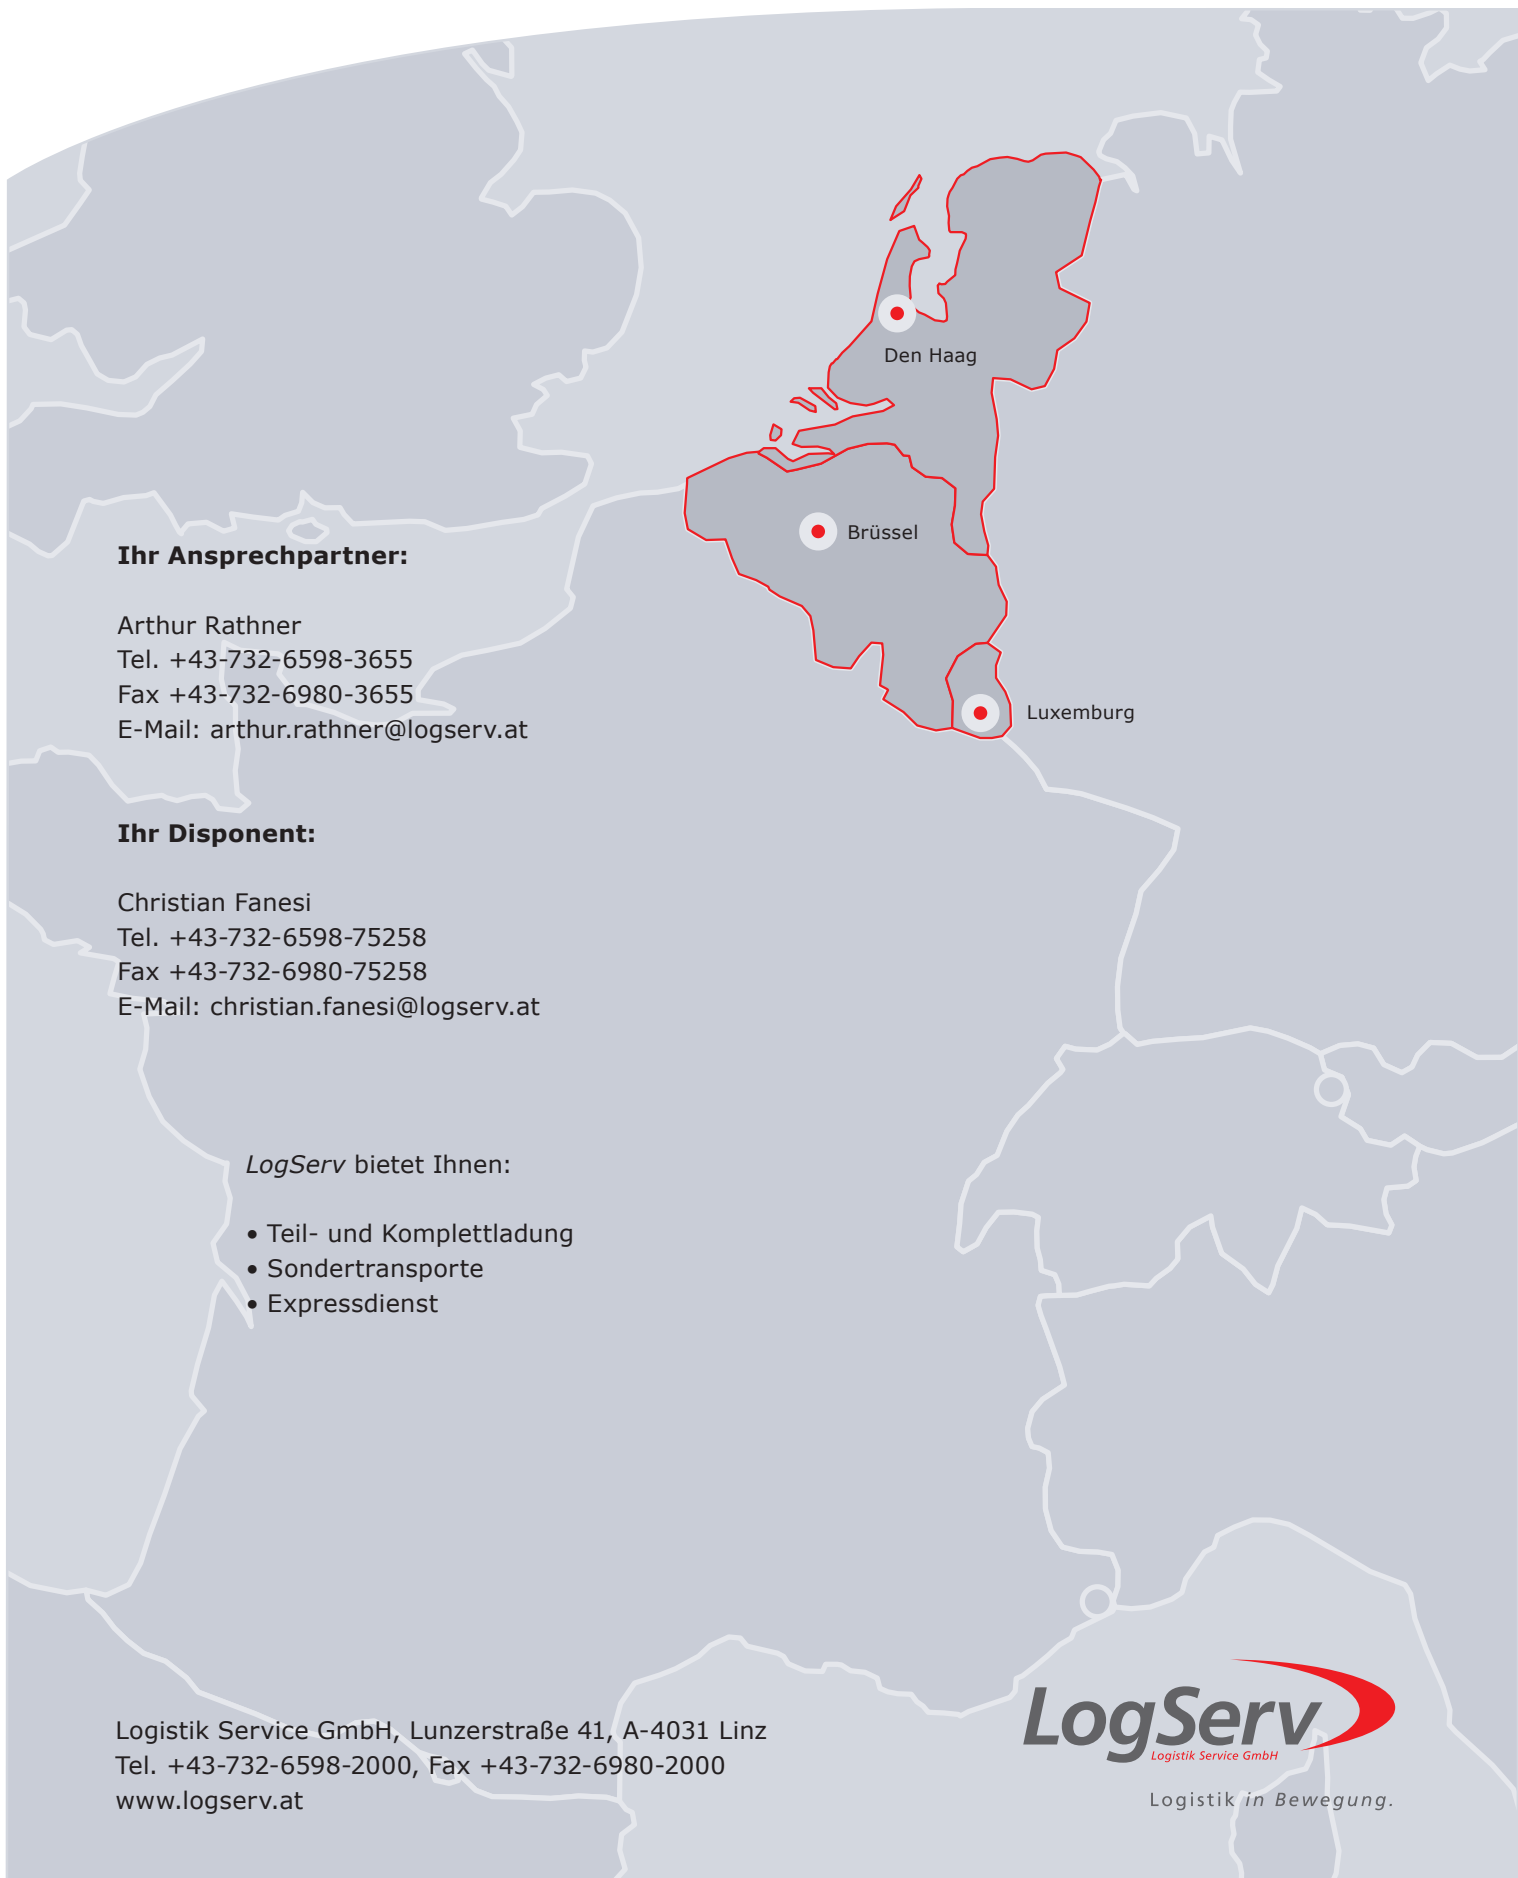 Den Haag
Brüssel
Luxemburg
Ihr Ansprechpartner:
Arthur Rathner
Tel. +43-732-6598-3655
Fax +43-732-6980-3655
E-Mail: arthur.rathner@logserv.at
Ihr Disponent:
Christian Fanesi
Tel. +43-732-6598-75258
Fax +43-732-6980-75258
E-Mail: christian.fanesi@logserv.at
LogServ bietet Ihnen:
• Teil- und Komplettladung
• Sondertransporte
• Expressdienst
Logistik Service GmbH, Lunzerstraße 41, A-4031 Linz
Tel. +43-732-6598-2000, Fax +43-732-6980-2000
www.logserv.at
LogServ
Logistik Service GmbH
Logistik in Bewegung.